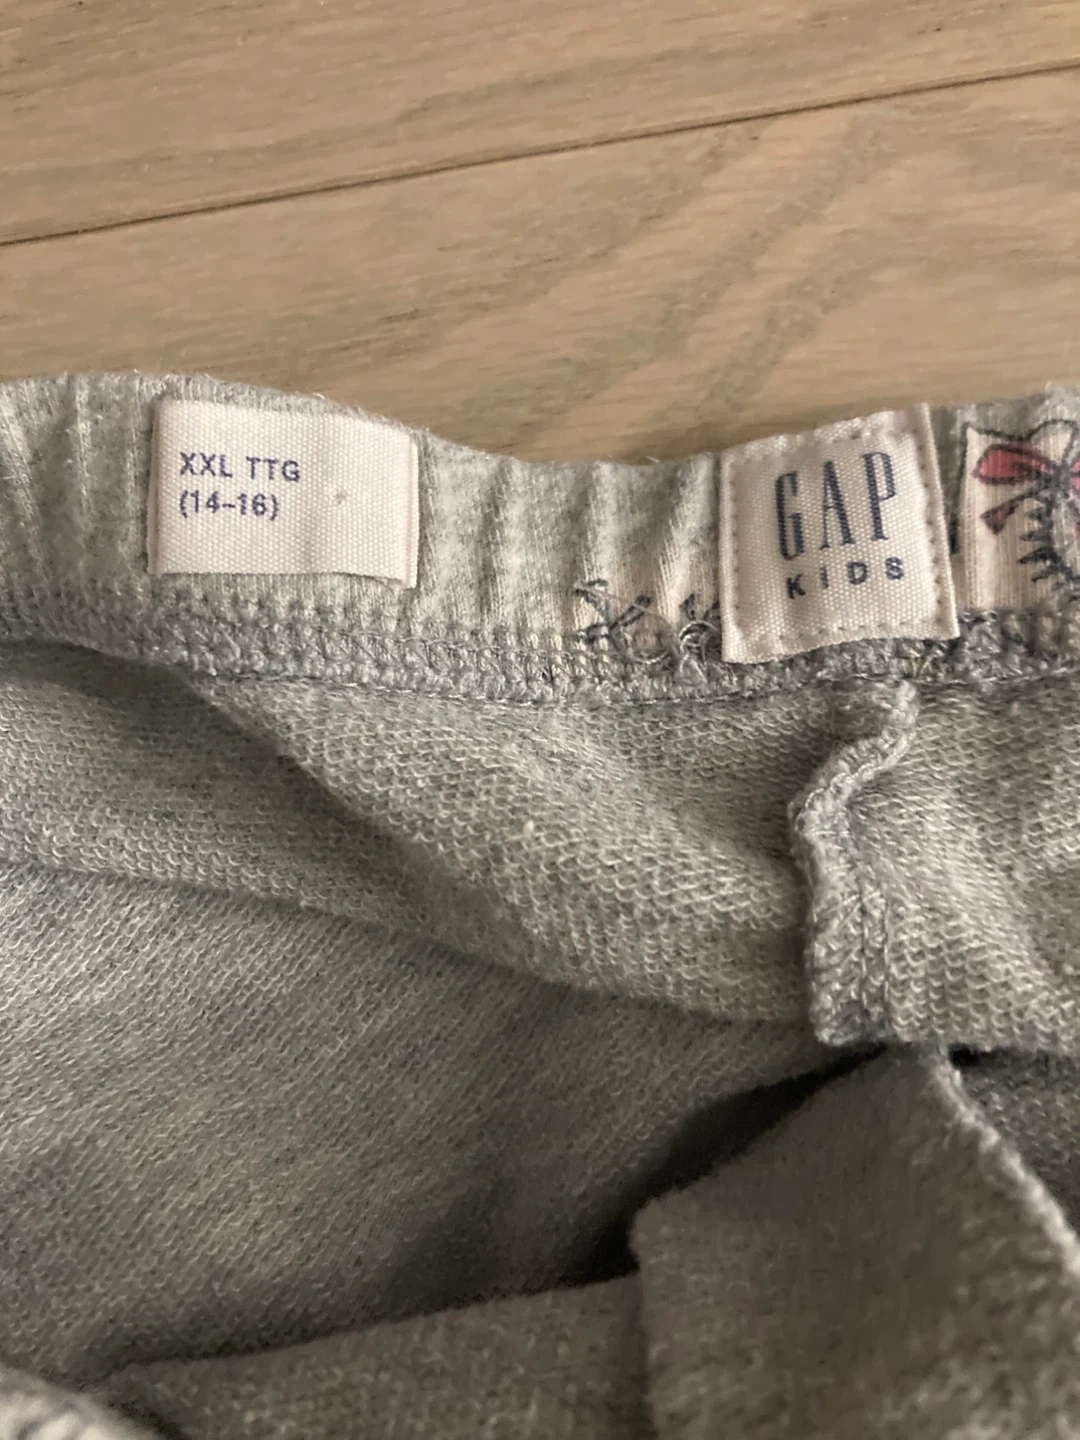 XXL TTG
(14-16)
GAP
KIDS